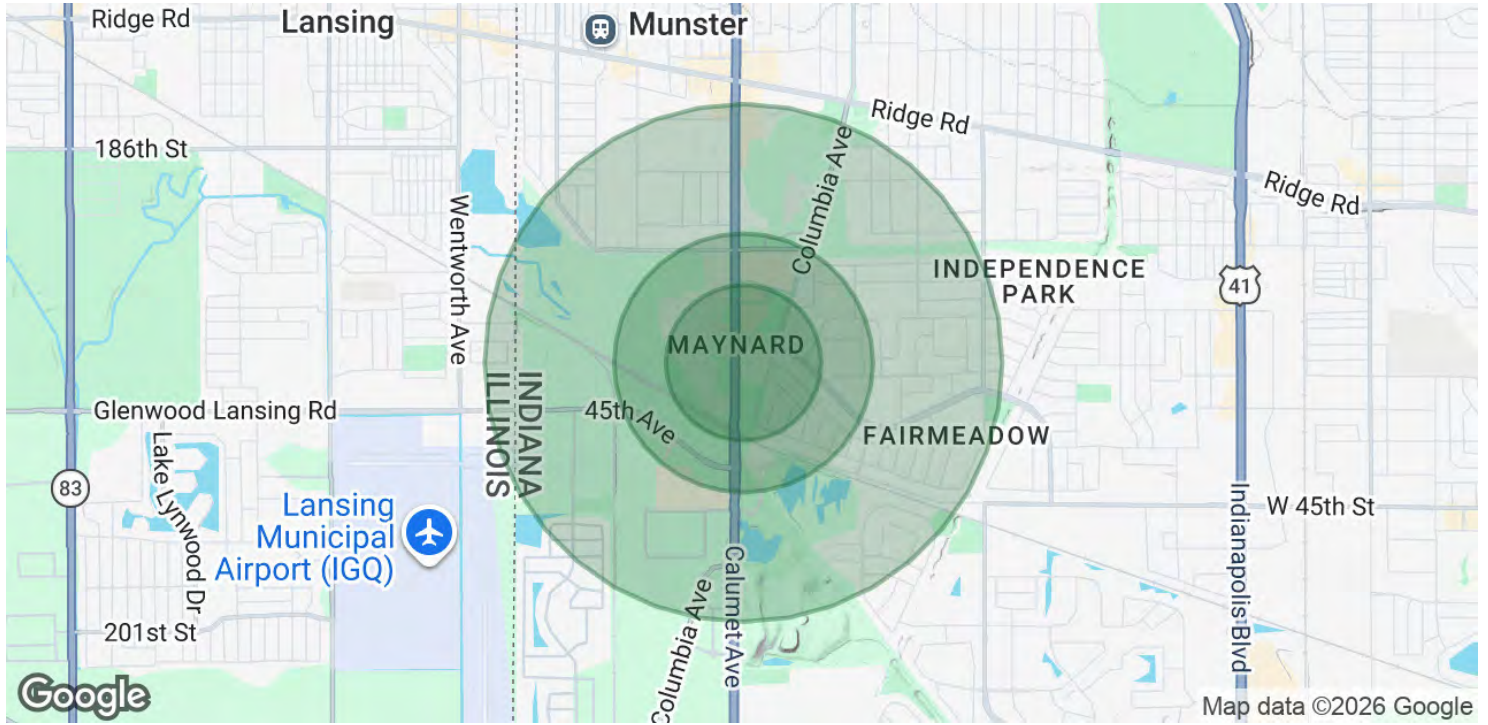 Ridge Rd
Lansing
Munster
Ridge Rd
186th St
Columbia Ave
Ridge Rd
Wentworth Ave
INDEPENDENCE
PARK
41
MAYNARD
INDIANA
ILLINOIS
Glenwood Lansing Rd
45th Ave
FAIRMEADOW
Lake Lynwood Dr
83
Lansing
Municipal
Airport (IGQ)
W 45th St
Indianapolis Blvd
Calumet Ave
Columbia Ave
201st St
Google
Map data ©2026 Google